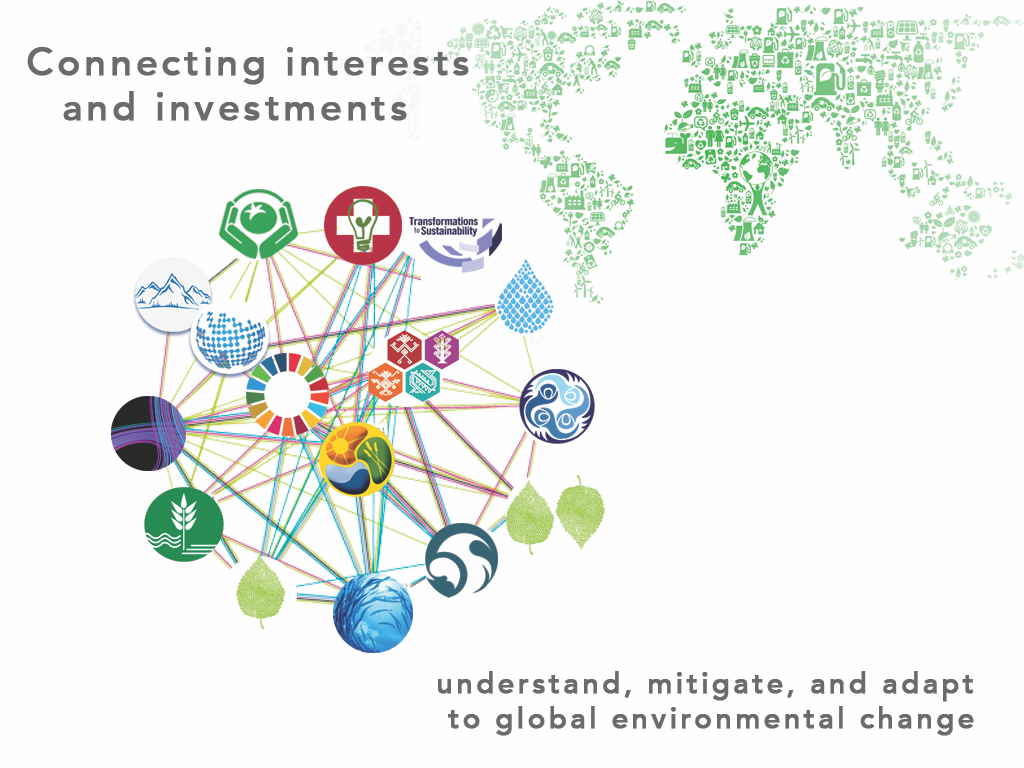 Connecting interests
and investments
Transformations
to Sustainability
understand, mitigate, and adapt
to global environmental change